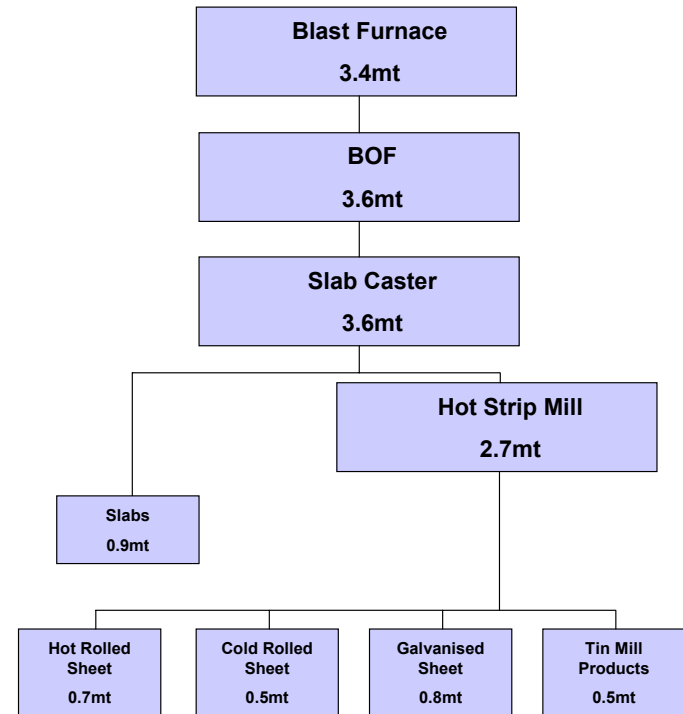 Blast Furnace
3.4mt
BOF
3.6mt
Slab Caster
3.6mt
Hot Strip Mill
2.7mt
Slabs
0.9mt
Hot Rolled
Sheet
0.7mt
Cold Rolled
Sheet
0.5mt
Galvanised
Sheet
0.8mt
Tin Mill
Products
0.5mt